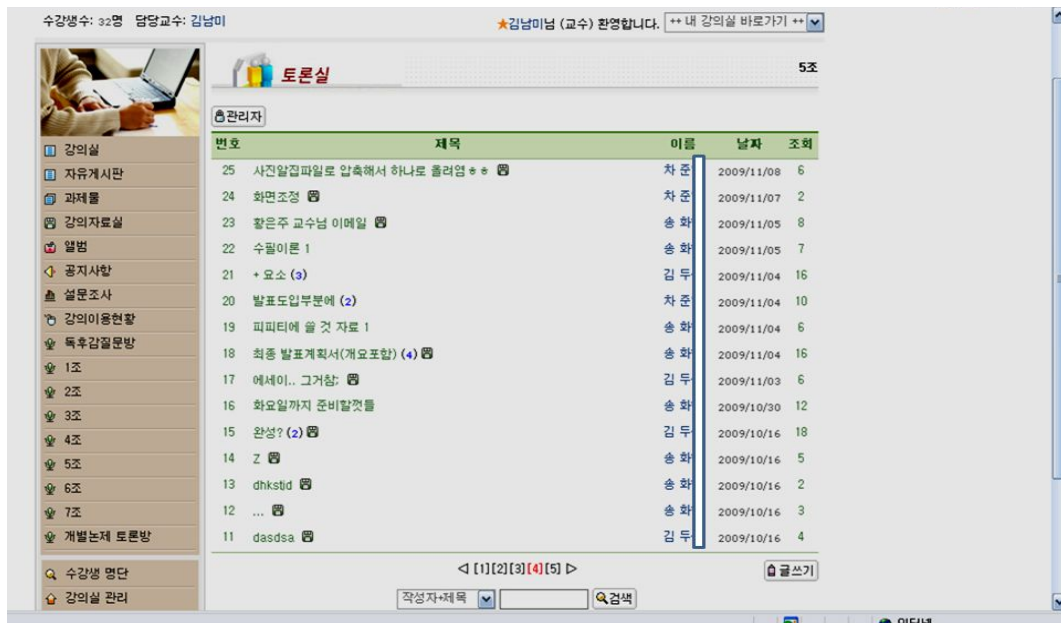 수강생수: 32명 담당교수: 김남미
★김남미님 (교수) 환영합니다. ++ 내 강의실 바로가기 ++
토론실
5조
관리자
번호 제목 이름 날짜 조회
25 사진알집파일로 압축해서 하나로 올려염ㅎㅎ 차 준 2009/11/08 6
24 화면조정 차 준 2009/11/07 2
23 황은주 교수님 이메일 송 화 2009/11/05 8
22 수필이론 1 송 화 2009/11/05 7
21 + 요소 (3) 김 두 2009/11/04 16
20 발표도입부분에 (2) 차 준 2009/11/04 10
19 피피티에 쓸 것 자료 1 송 화 2009/11/04 6
18 최종 발표계획서(개요포함) (4) 송 화 2009/11/04 16
17 에세이.. 그거참; 김 두 2009/11/03 6
16 화요일까지 준비할껏들 송 화 2009/10/30 12
15 완성? (2) 김 두 2009/10/16 18
14 Z 송 화 2009/10/16 5
13 dhkstjd 송 화 2009/10/16 2
12 ... 송 화 2009/10/16 3
11 dasdsa 김 두 2009/10/16 4
◁ [1][2][3][4][5] ▷
글쓰기
작성자+제목 검색
강의실
자유게시판
과제물
강의자료실
앨범
공지사항
설문조사
강의이용현황
독후감질문방
1조
2조
3조
4조
5조
6조
7조
개별논제 토론방
수강생 명단
강의실 관리